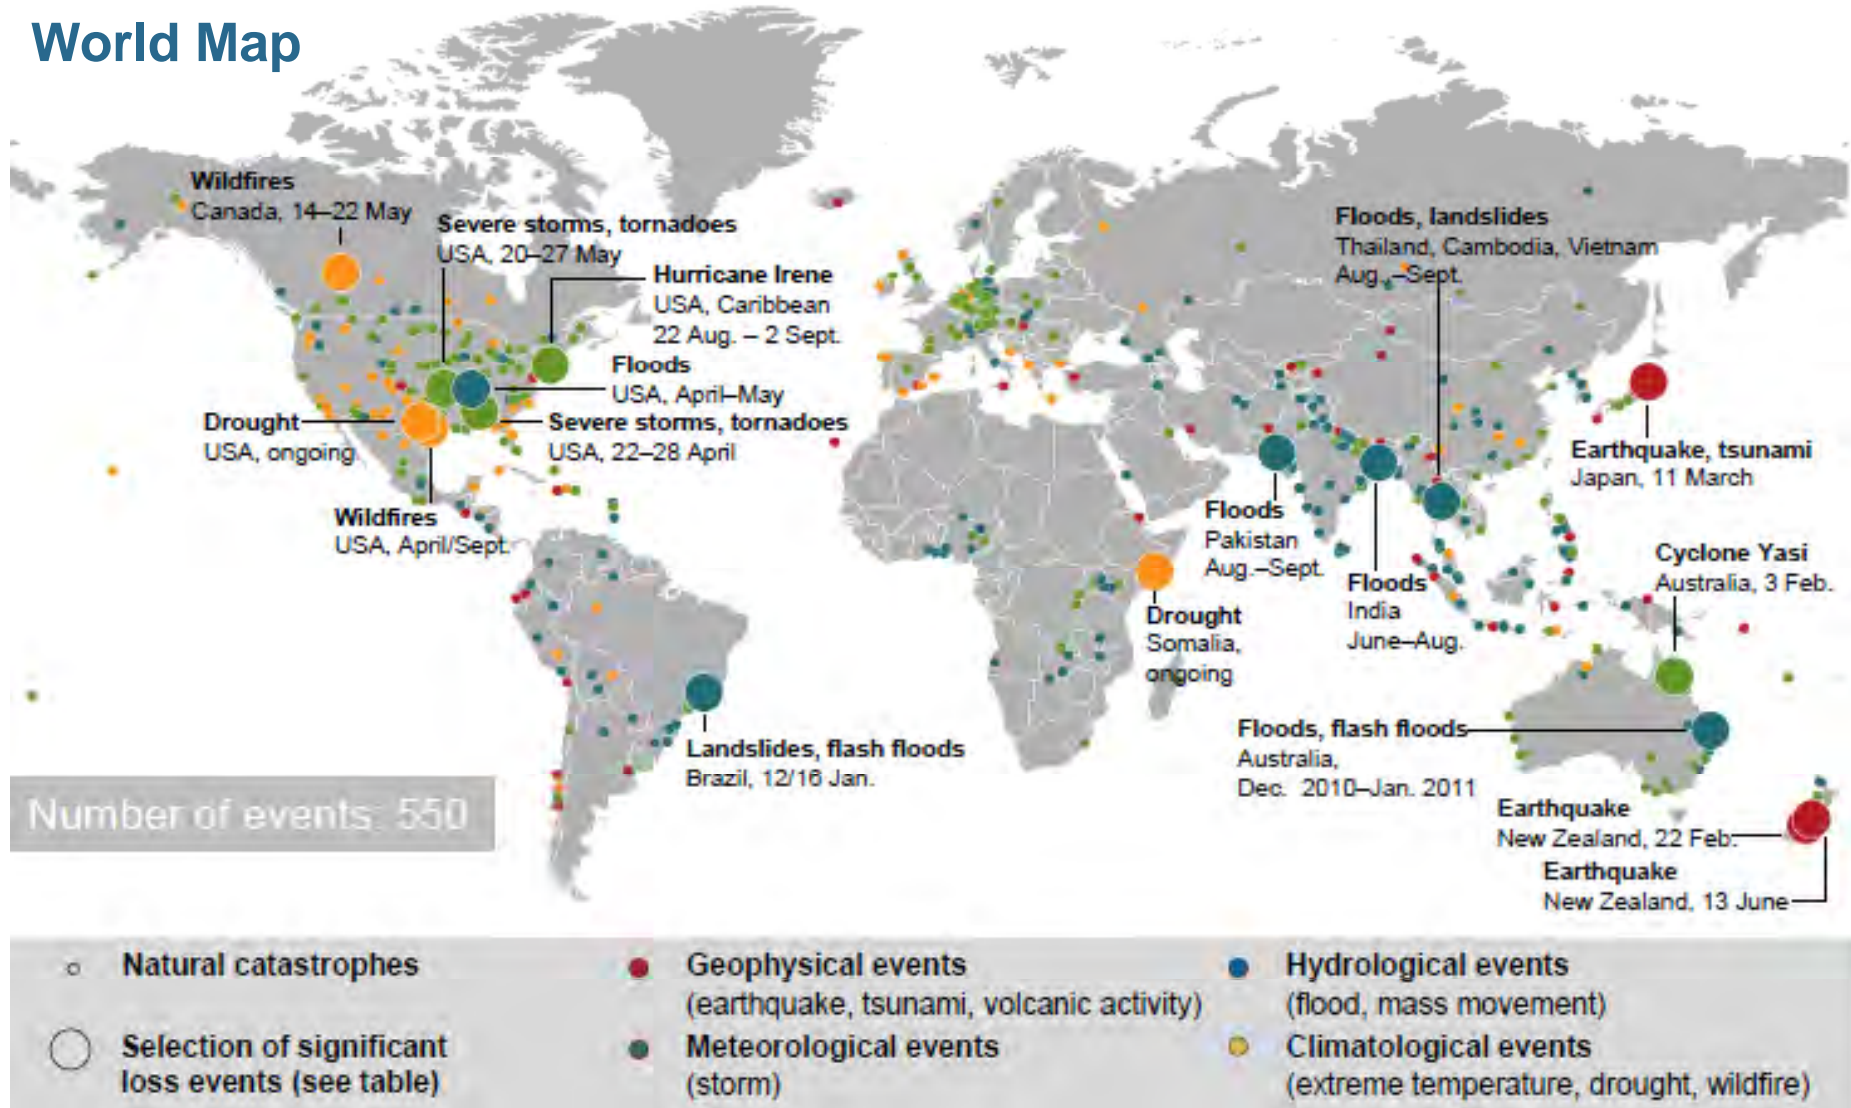 World Map
Wildfires
Canada, 14–22 May
Severe storms, tornadoes
USA, 20–27 May
Hurricane Irene
USA, Caribbean
22 Aug. – 2 Sept.
Floods
USA, April–May
Drought
USA, ongoing
Severe storms, tornadoes
USA, 22–28 April
Wildfires
USA, April/Sept.
Floods, landslides
Thailand, Cambodia, Vietnam
Aug.–Sept.
Earthquake, tsunami
Japan, 11 March
Floods
Pakistan
Aug.–Sept.
Floods
India
June–Aug.
Cyclone Yasi
Australia, 3 Feb.
Drought
Somalia,
ongoing
Landslides, flash floods
Brazil, 12/16 Jan.
Floods, flash floods
Australia,
Dec. 2010–Jan. 2011
Earthquake
New Zealand, 22 Feb.
Earthquake
New Zealand, 13 June
Number of events: 550
Natural catastrophes
Selection of significant
loss events (see table)
Geophysical events
(earthquake, tsunami, volcanic activity)
Meteorological events
(storm)
Hydrological events
(flood, mass movement)
Climatological events
(extreme temperature, drought, wildfire)